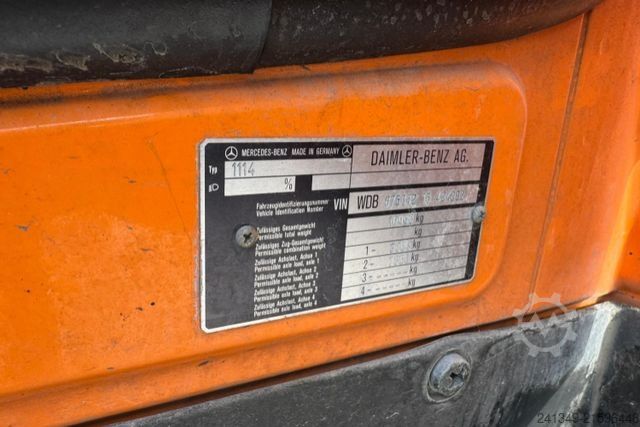 MERCEDES-BENZ MADE IN GERMANY
DAIMLER-BENZ AG.
Typ 1114
%
Fahrzeugidentifizierungsnummer
Vehicle Identification Number
VIN WDB
Zulässiges Gesamtgewicht
Permissible total weight
kg
Zulässiges Zug-Gesamtgewicht
Permissible combination weight
kg
Zulässige Achslast, Achse 1
Permissible axle load, axle 1
1 - kg
Zulässige Achslast, Achse 2
Permissible axle load, axle 2
2 - kg
Zulässige Achslast, Achse 3
Permissible axle load, axle 3
3 - kg
Zulässige Achslast, Achse 4
Permissible axle load, axle 4
4 - kg